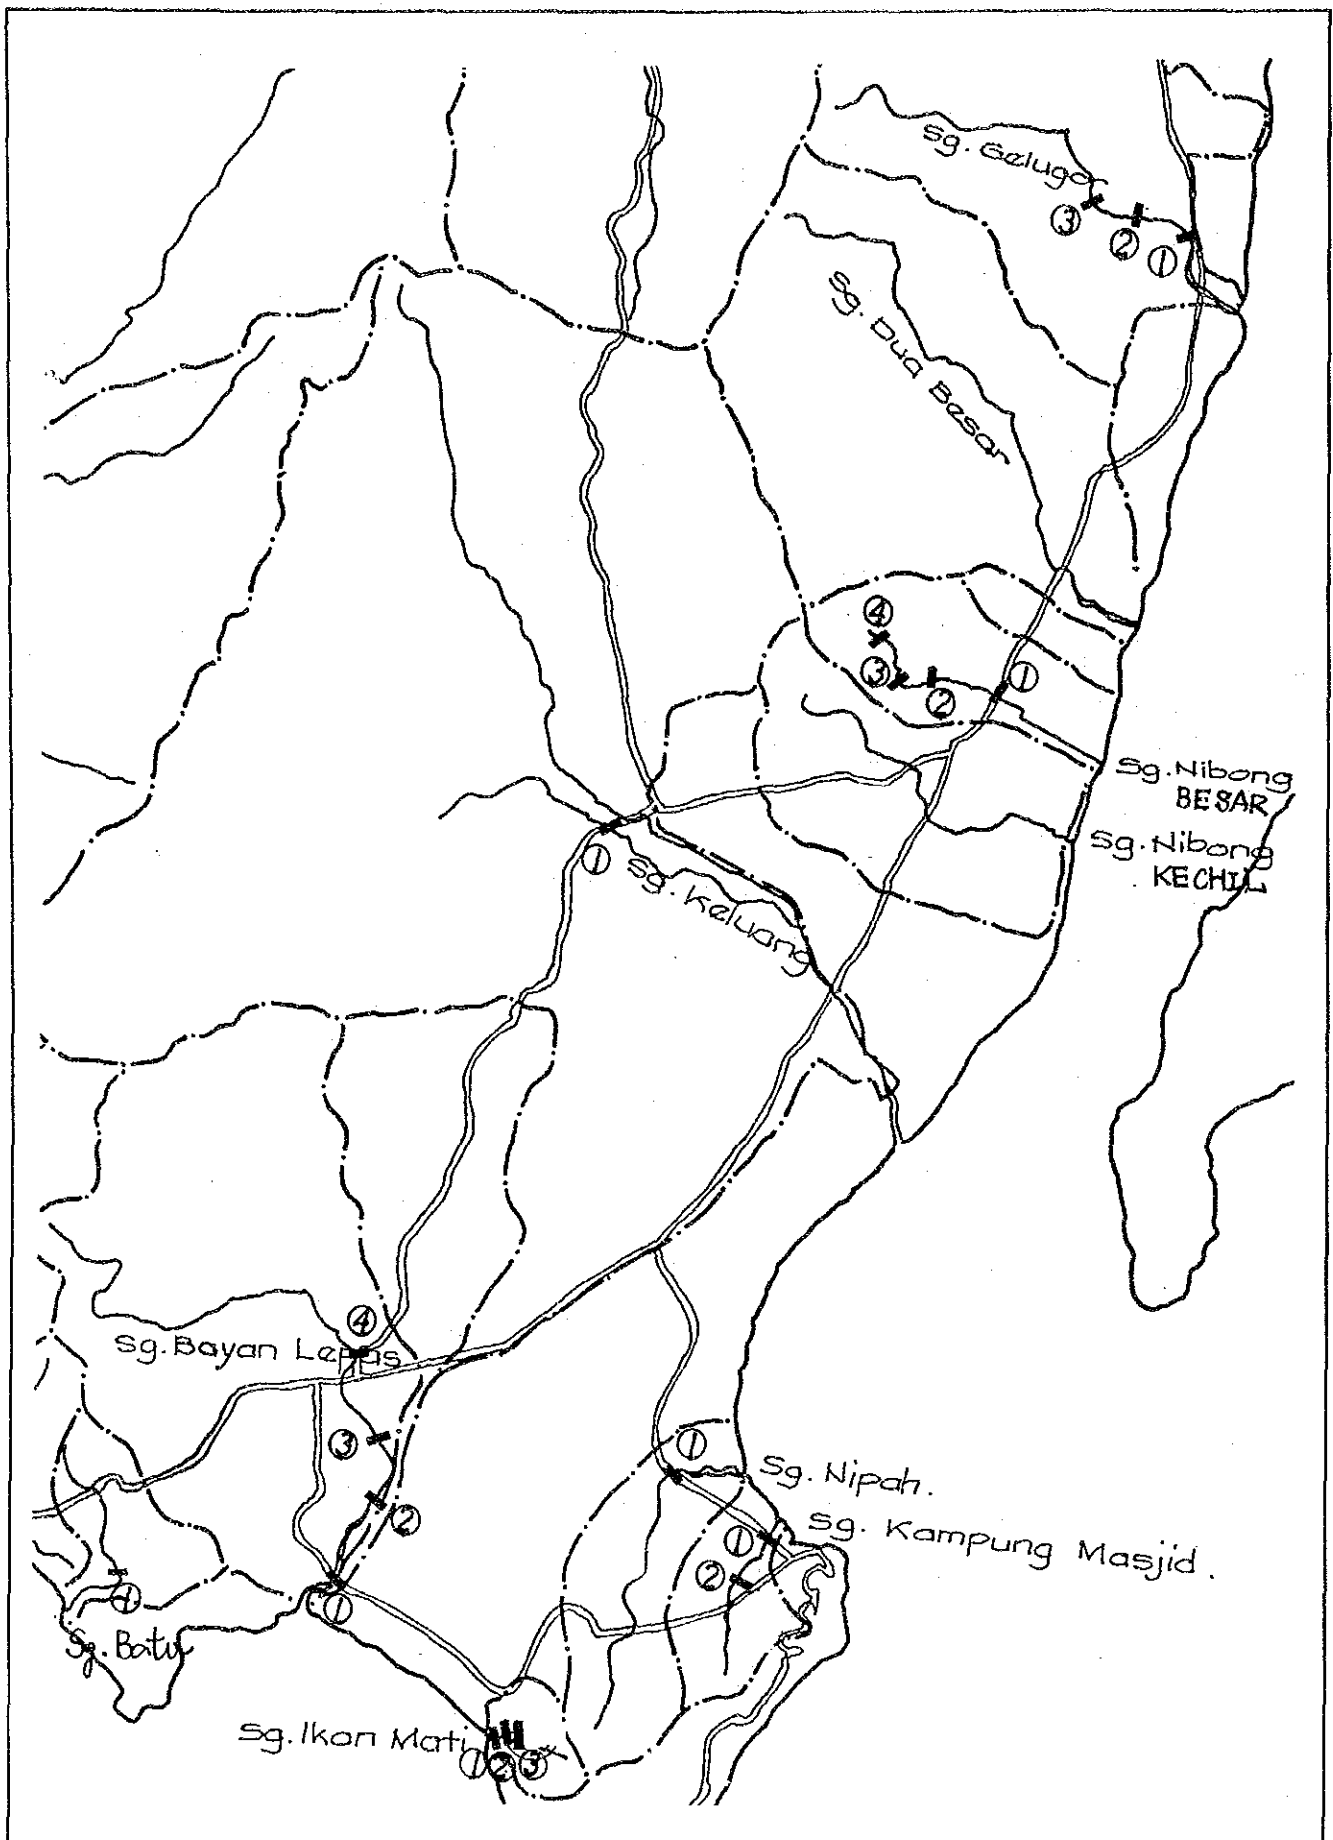 Sg. Gelugor
3
2
1
Sg. Dua Besar
4
3
2
1
Sg. Nibong
BESAR
Sg. Nibong
KECHIL
1
Sg. Keluang
4
Sg. Bayan Lepas
3
2
1
1
Sg. Nipah.
Sg. Kampung Masjid.
1
2
1
Sg. Batu
Sg. Ikan Mati
1 2 3